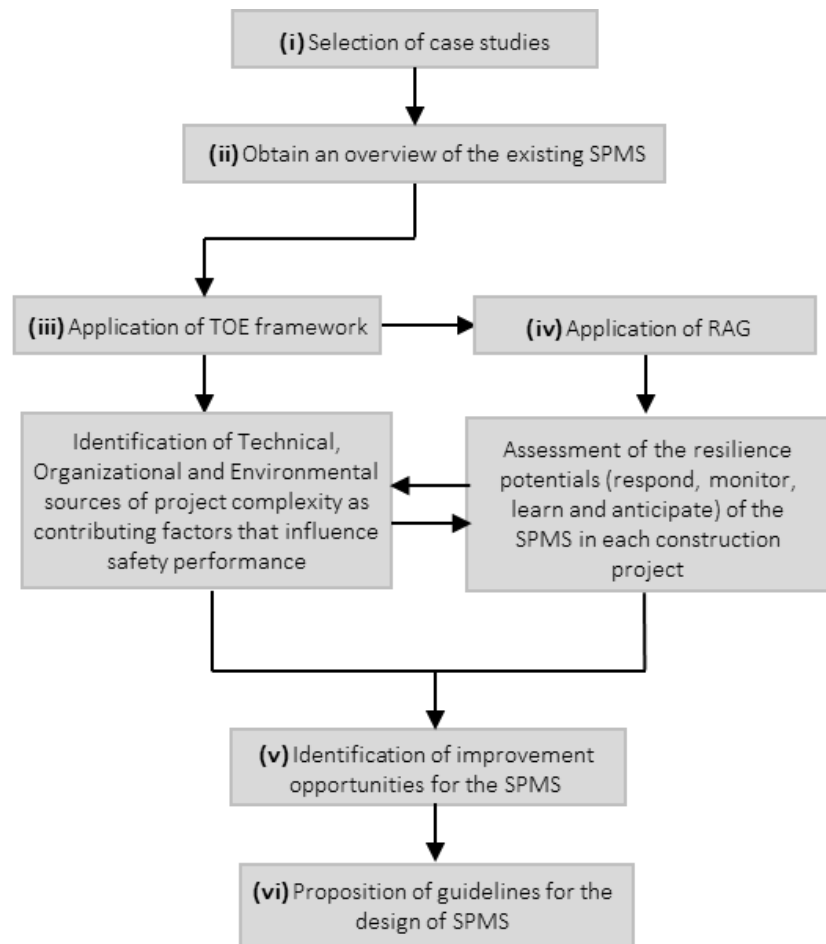 (i) Selection of case studies
(ii) Obtain an overview of the existing SPMS
(iii) Application of TOE framework
(iv) Application of RAG
Identification of Technical,
Organizational and Environmental
sources of project complexity as
contributing factors that influence
safety performance
Assessment of the resilience
potentials (respond, monitor,
learn and anticipate) of the
SPMS in each construction
project
(v) Identification of improvement
opportunities for the SPMS
(vi) Proposition of guidelines for the
design of SPMS